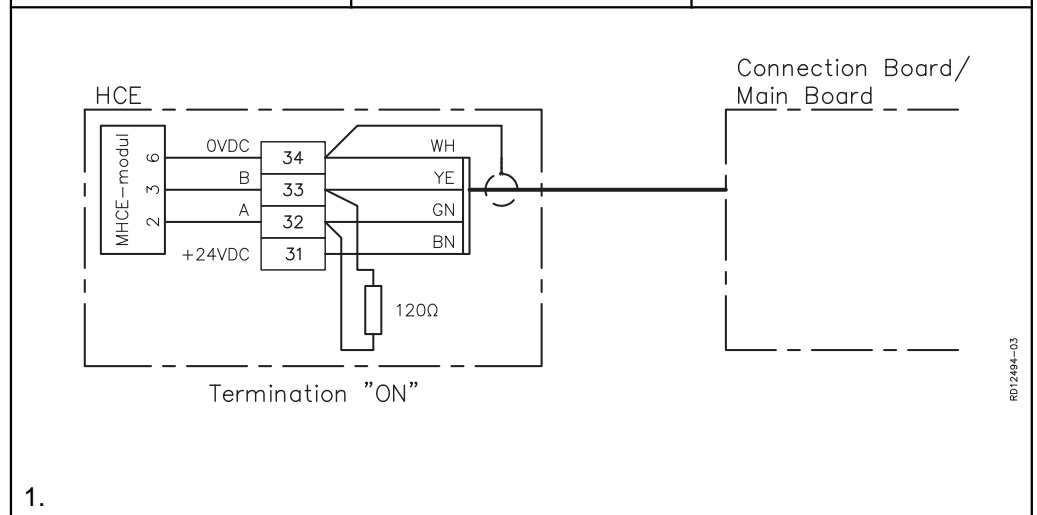 Connection Board/
Main Board
HCE
MHCE-modul
6
3
2
0VDC
B
A
+24VDC
34
33
32
31
WH
YE
GN
BN
120Ω
Termination "ON"
RD12494-03
1.